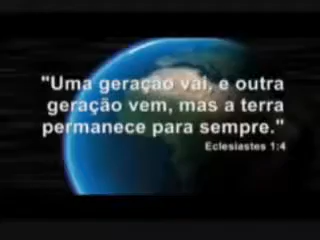 "Uma geração vai, e outra
geração vem, mas a terra
permanece para sempre."
Eclesiastes 1:4